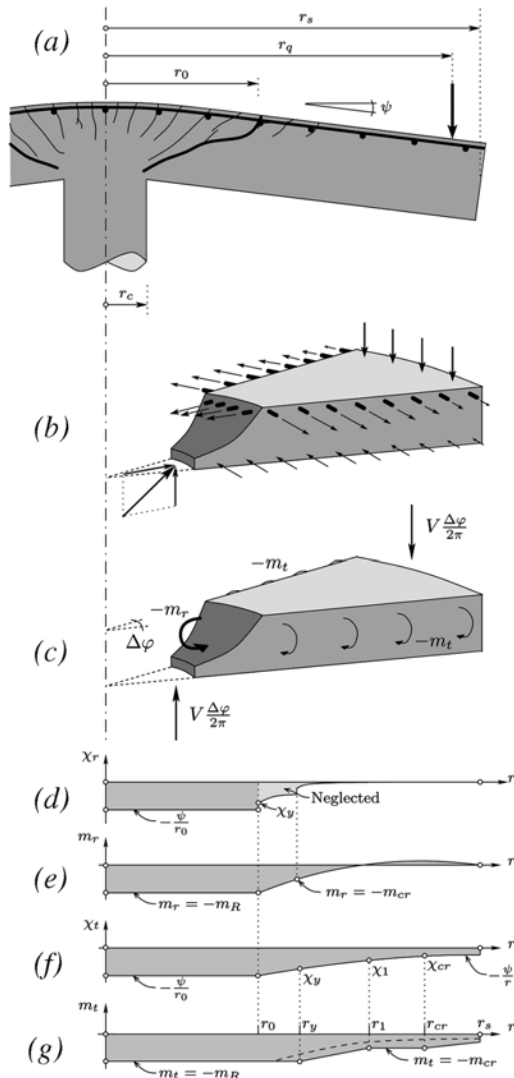 (a)
r_s
r_q
r_0
ψ
r_c
(b)
V Δφ/2π
−m_t
−m_r
Δφ
−m_t
(c)
V Δφ/2π
χ_r
r
(d)
Neglected
χ_y
−ψ/r_0
m_r
r
(e)
m_r = −m_R
m_r = −m_cr
χ_t
r
(f)
−ψ/r_0
χ_y
χ_1
χ_cr
−ψ/r
m_t
r_0
r_y
r_1
r_cr
r_s
r
(g)
m_t = −m_R
m_t = −m_cr